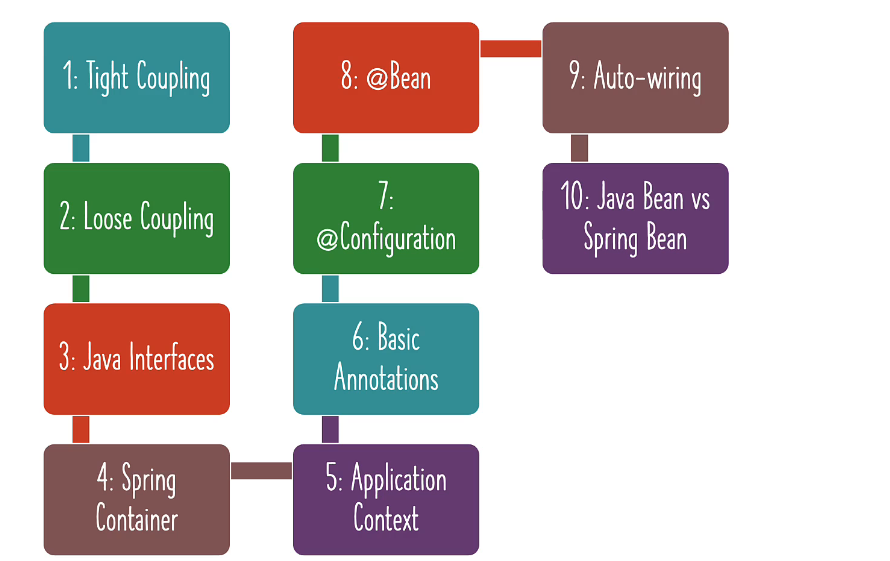 1: Tight Coupling
2: Loose Coupling
3: Java Interfaces
4: Spring
Container
5: Application
Context
6: Basic
Annotations
7:
@Configuration
8: @Bean
9: Auto-wiring
10: Java Bean vs
Spring Bean